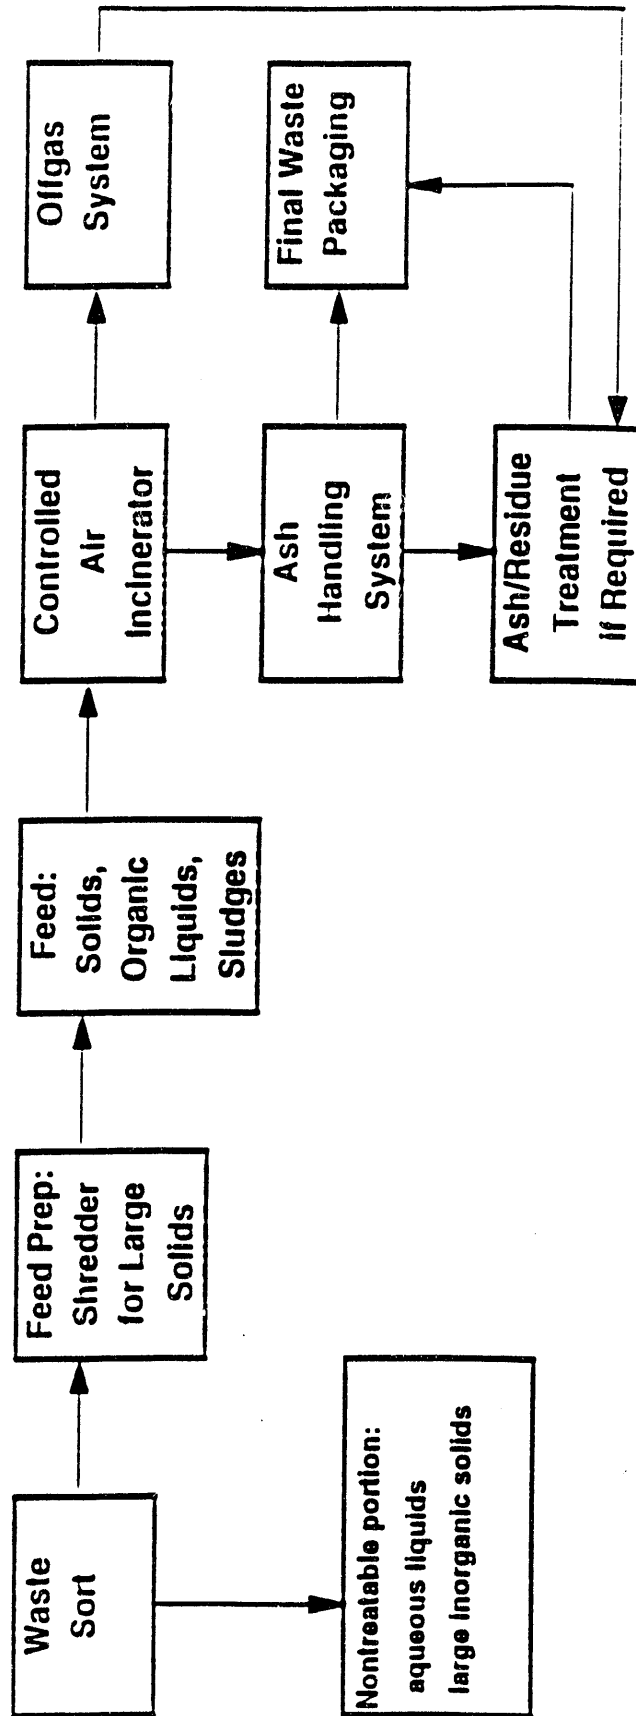 Waste
Sort
Nontreatable portion:
aqueous liquids
large inorganic solids
Feed Prep:
Shredder
for Large
Solids
Feed:
Solids,
Organic
Liquids,
Sludges
Controlled
Air
Incinerator
Ash
Handling
System
Ash/Residue
Treatment
if Required
Offgas
System
Final Waste
Packaging